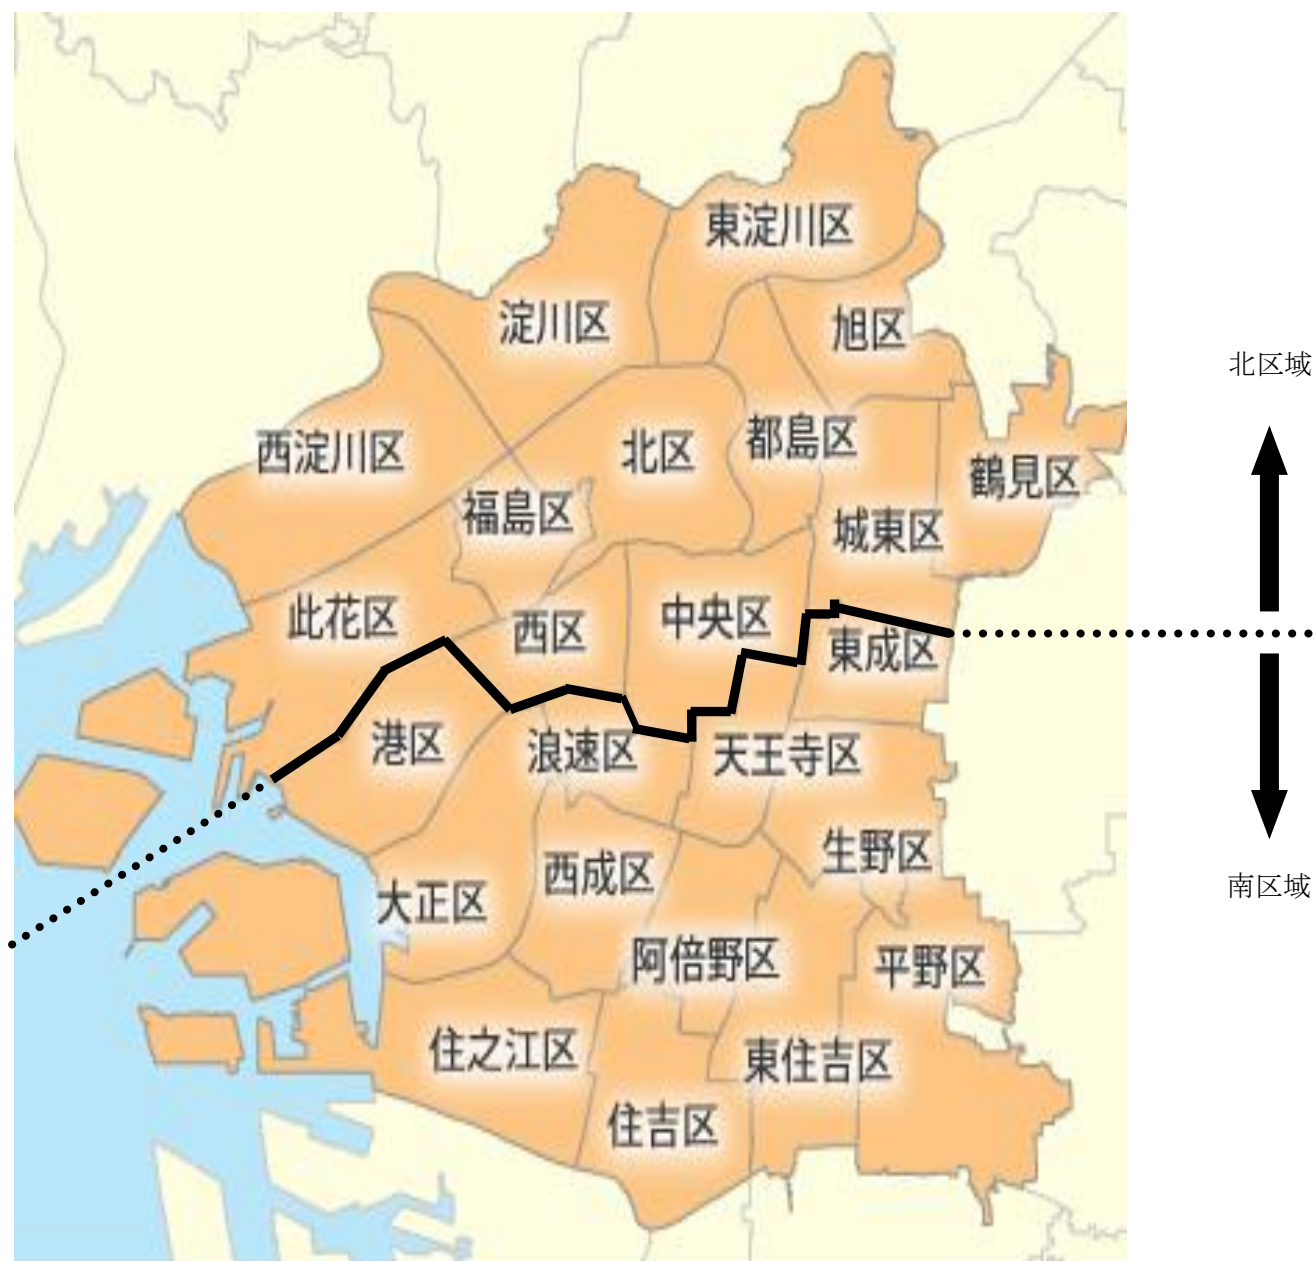 東淀川区
淀川区
旭区
北区域
西淀川区
北区
都島区
鶴見区
福島区
城東区
此花区
西区
中央区
東成区
港区
浪速区
天王寺区
西成区
生野区
南区域
大正区
阿倍野区
平野区
住之江区
東住吉区
住吉区